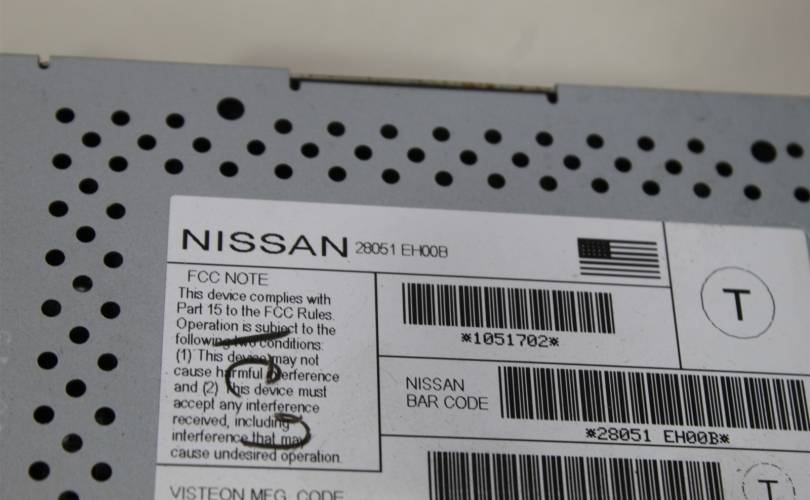 NISSAN 28051 EH00B
T
FCC NOTE
This device complies with
Part 15 to the FCC Rules.
Operation is subject to the
following two conditions:
(1) This device may not
cause harmful interference
and (2) This device must
accept any interference
received, including
interference that may
cause undesired operation.
*1051702*
NISSAN
BAR CODE
*28051 EH00B*
VISTEON MFG. CODE
T